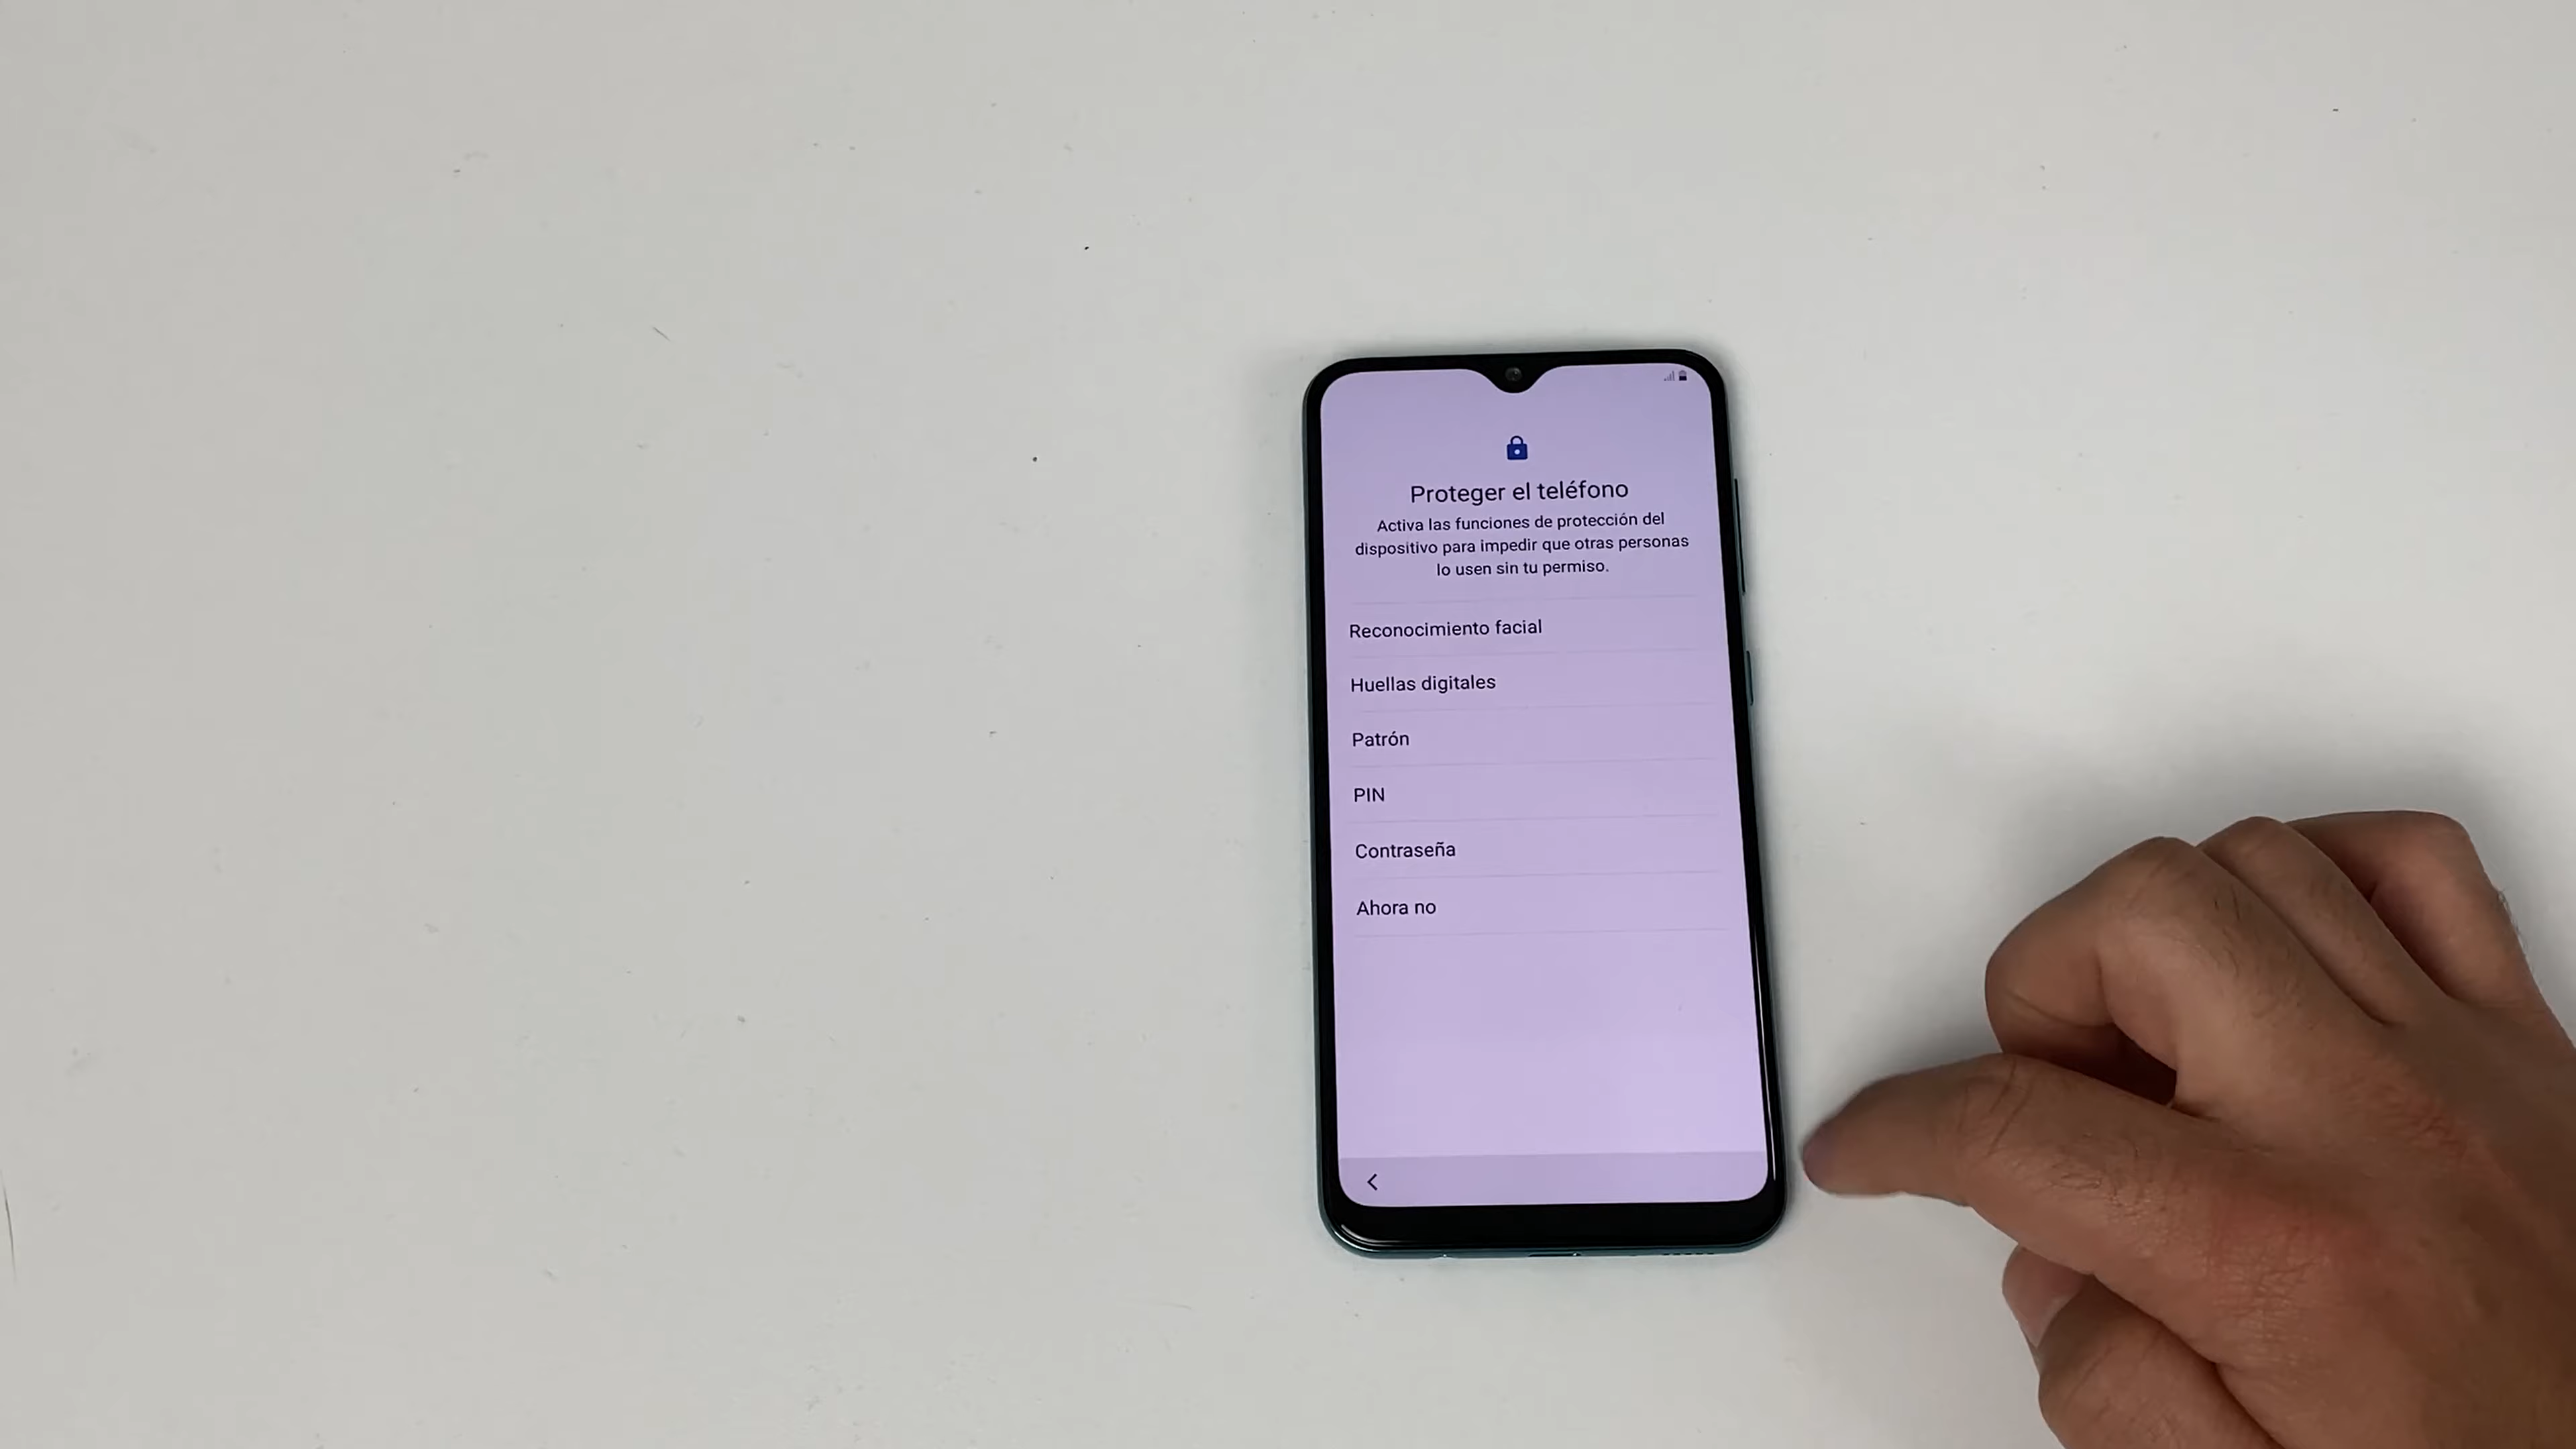 Proteger el teléfono
Activa las funciones de protección del
dispositivo para impedir que otras personas
lo usen sin tu permiso.
Reconocimiento facial
Huellas digitales
Patrón
PIN
Contraseña
Ahora no